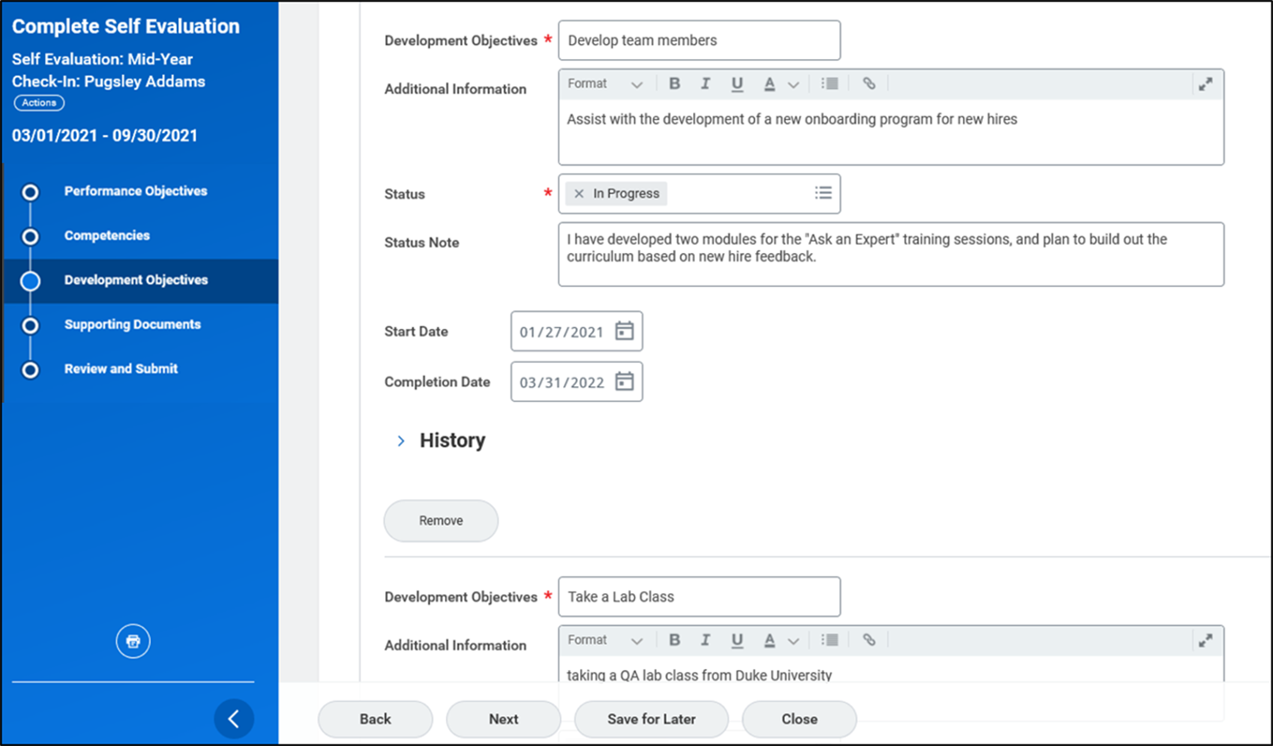 Complete Self Evaluation
Self Evaluation: Mid-Year
Check-In: Pugsley Addams
Actions
03/01/2021 - 09/30/2021
Performance Objectives
Competencies
Development Objectives
Supporting Documents
Review and Submit
Development Objectives * Develop team members
Additional Information
Format B I U A
Assist with the development of a new onboarding program for new hires
Status * × In Progress
Status Note
I have developed two modules for the "Ask an Expert" training sessions, and plan to build out the
curriculum based on new hire feedback.
Start Date 01/27/2021
Completion Date 03/31/2022
History
Remove
Development Objectives * Take a Lab Class
Additional Information
Format B I U A
taking a QA lab class from Duke University
Back Next Save for Later Close